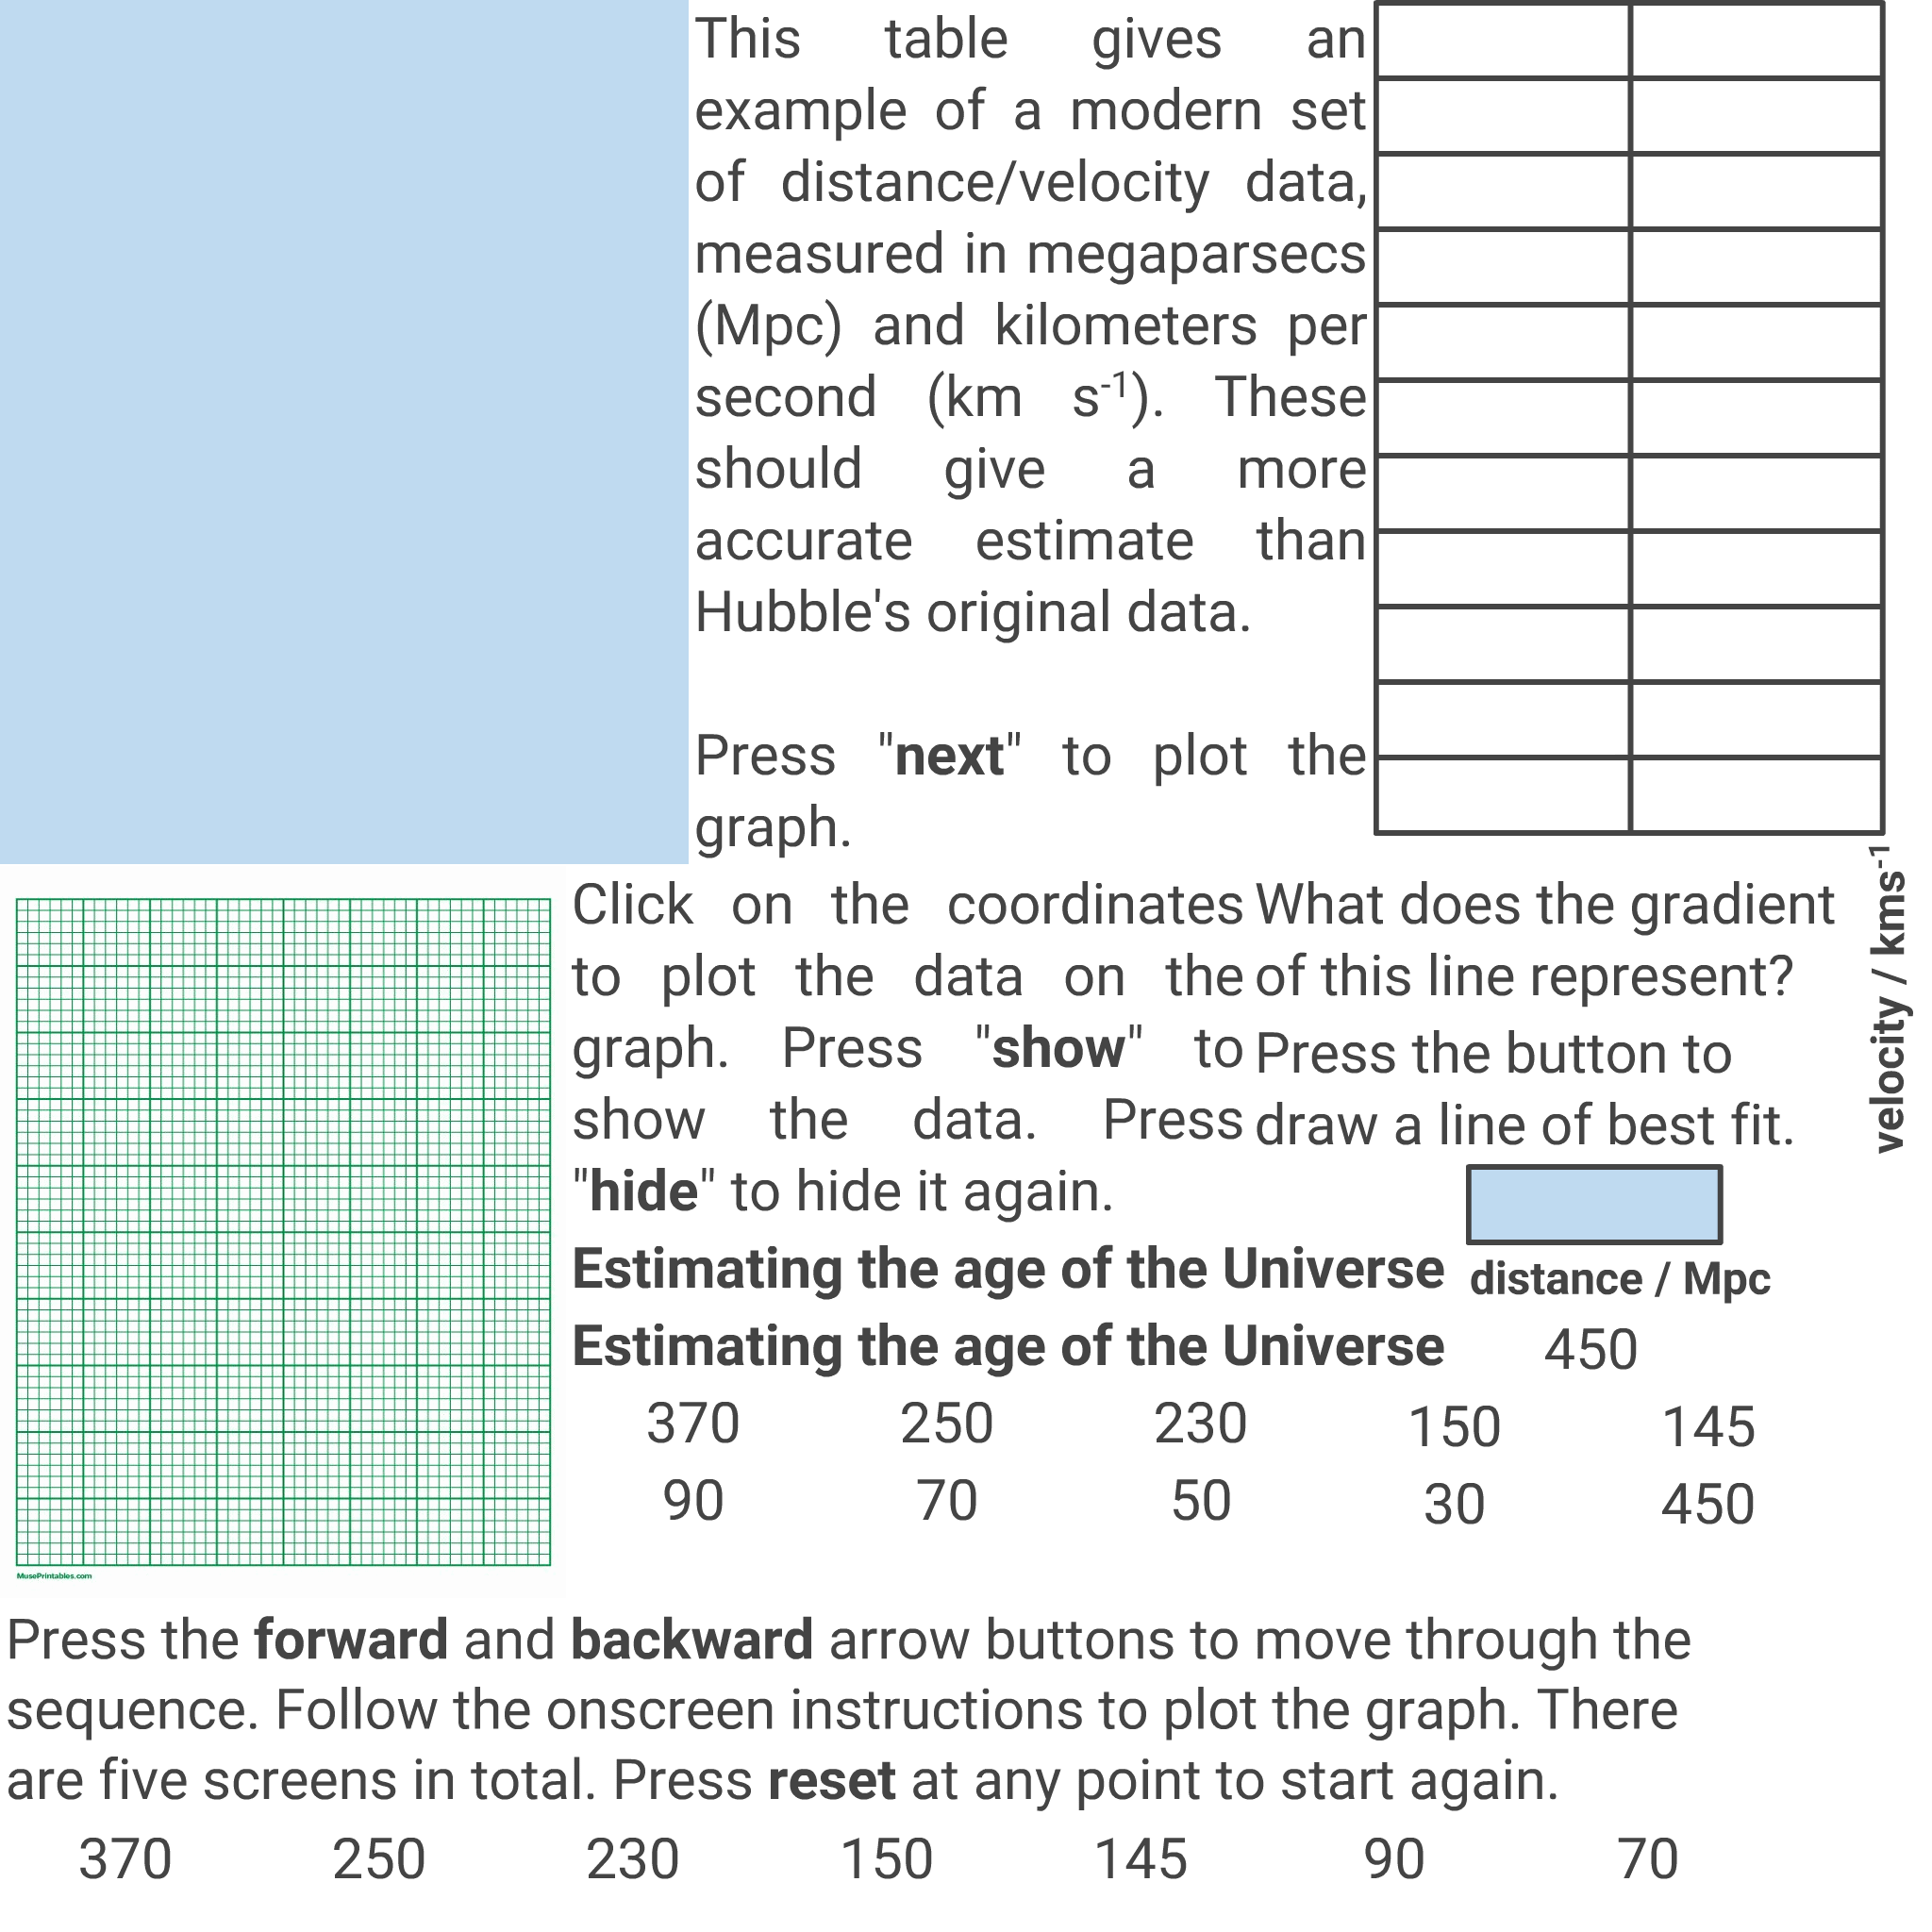 This table gives an
example of a modern set
of distance/velocity data,
measured in megaparsecs
(Mpc) and kilometers per
second (km s⁻¹). These
should give a more
accurate estimate than
Hubble's original data.
Press "next" to plot the
graph.
Click on the coordinates
to plot the data on the
graph. Press "show" to
show the data. Press
"hide" to hide it again.
What does the gradient
of this line represent?
Press the button to
draw a line of best fit.
velocity / kms⁻¹
Estimating the age of the Universe
distance / Mpc
Estimating the age of the Universe
450
370 250 230 150 145
90 70 50 30 450
MusePrintables.com
Press the forward and backward arrow buttons to move through the
sequence. Follow the onscreen instructions to plot the graph. There
are five screens in total. Press reset at any point to start again.
370 250 230 150 145 90 70